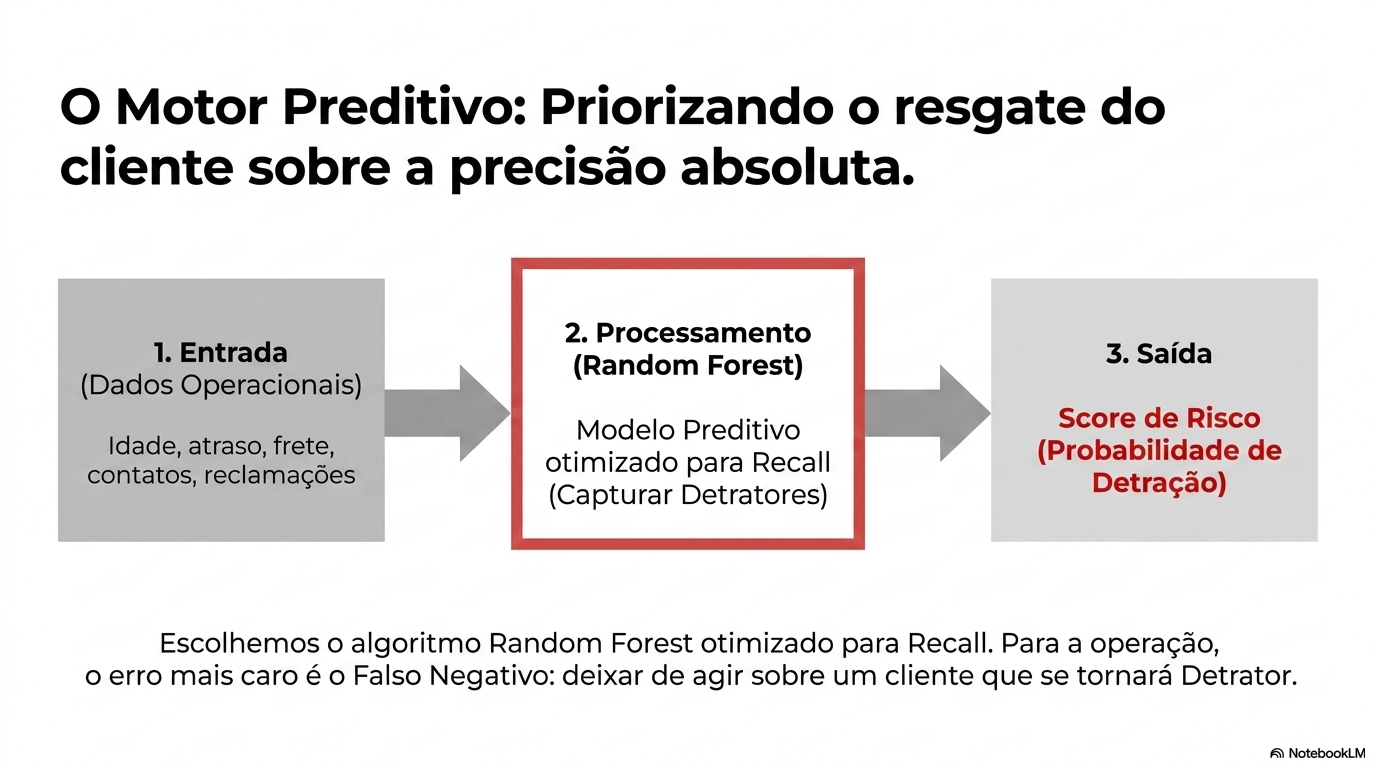 O Motor Preditivo: Priorizando o resgate do
cliente sobre a precisão absoluta.
1. Entrada
(Dados Operacionais)
Idade, atraso, frete,
contatos, reclamações
2. Processamento
(Random Forest)
Modelo Preditivo
otimizado para Recall
(Capturar Detratores)
3. Saída
Score de Risco
(Probabilidade de
Detração)
Escolhemos o algoritmo Random Forest otimizado para Recall. Para a operação,
o erro mais caro é o Falso Negativo: deixar de agir sobre um cliente que se tornará Detrator.
NotebookLM